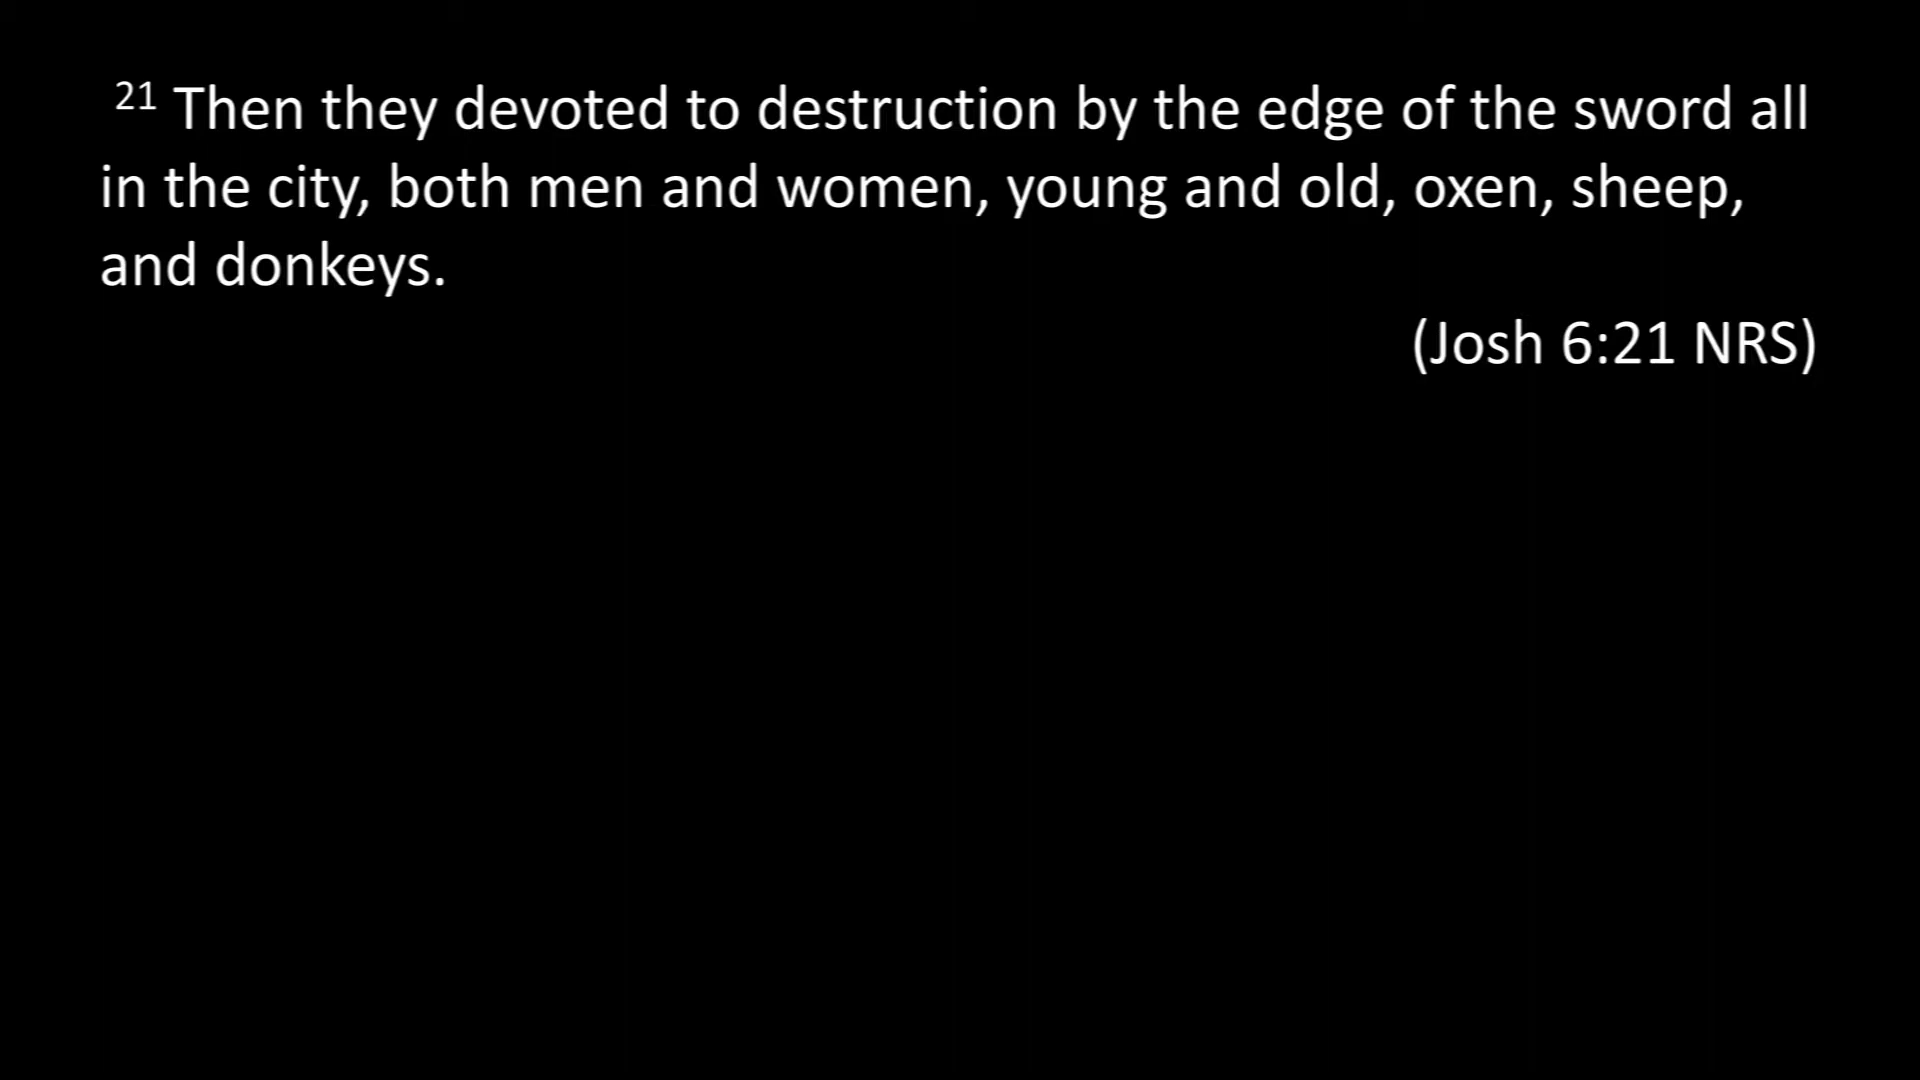 21 Then they devoted to destruction by the edge of the sword all
in the city, both men and women, young and old, oxen, sheep,
and donkeys.
(Josh 6:21 NRS)